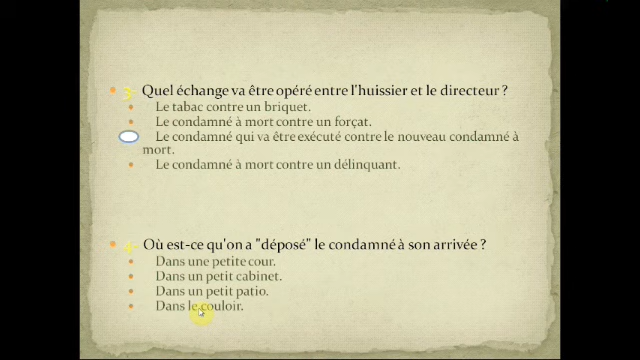 3- Quel échange va être opéré entre l'huissier et le directeur ?
Le tabac contre un briquet.
Le condamné à mort contre un forçat.
Le condamné qui va être exécuté contre le nouveau condamné à
mort.
Le condamné à mort contre un délinquant.
4- Où est-ce qu'on a "déposé" le condamné à son arrivée ?
Dans une petite cour.
Dans un petit cabinet.
Dans un petit patio.
Dans le couloir.